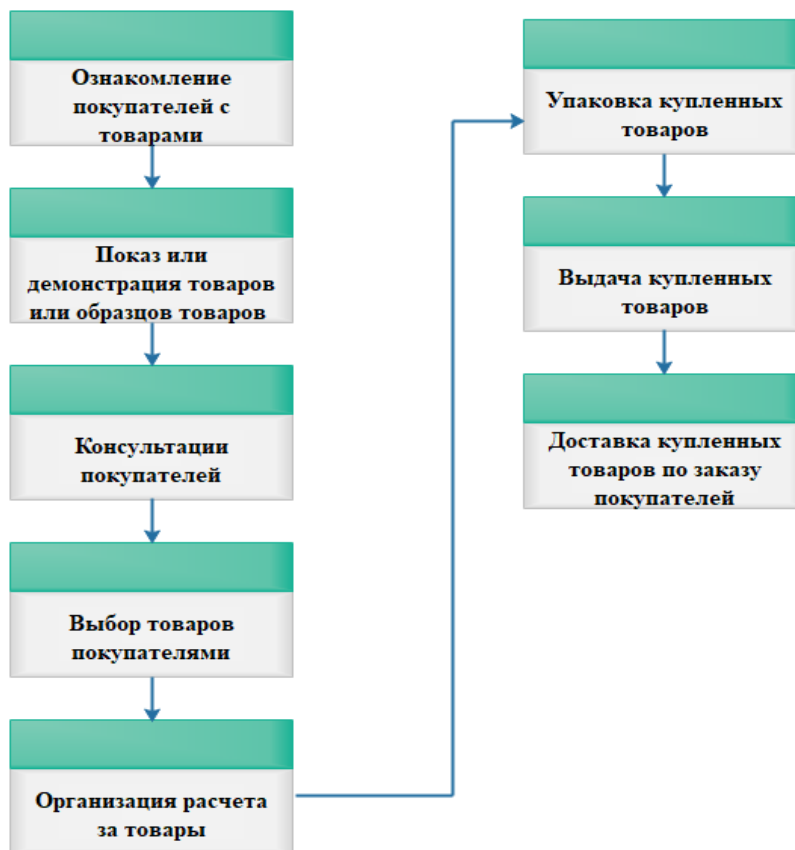 Ознакомление
покупателей с
товарами
Показ или
демонстрация товаров
или образцов товаров
Консультации
покупателей
Выбор товаров
покупателями
Организация расчета
за товары
Упаковка купленных
товаров
Выдача купленных
товаров
Доставка купленных
товаров по заказу
покупателей